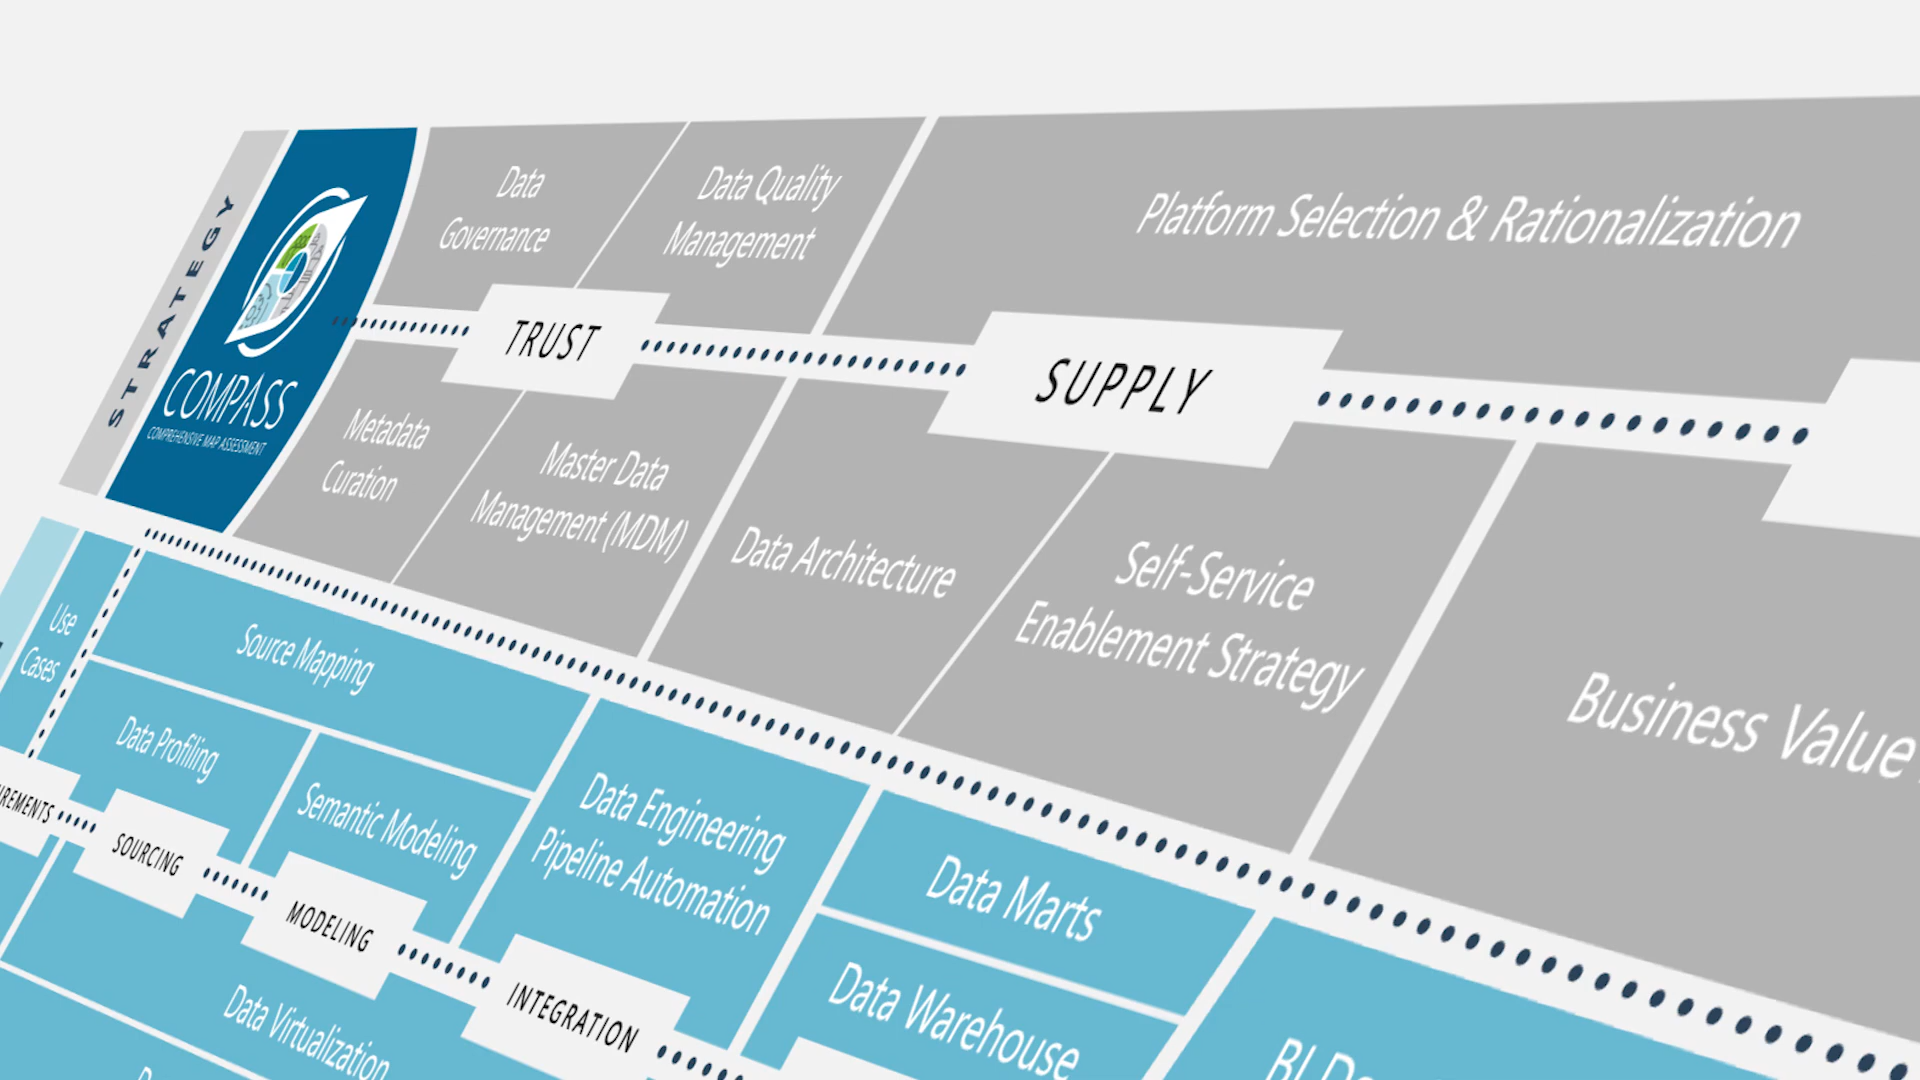 STRATEGY
COMPASS
COMPREHENSIVE MAP ASSESSMENT
Data
Governance
Data Quality
Management
Platform Selection & Rationalization
TRUST
SUPPLY
Metadata
Curation
Master Data
Management (MDM)
Data Architecture
Self-Service
Enablement Strategy
Business Value
Use
Cases
Source Mapping
Data Profiling
Semantic Modeling
Data Engineering
Pipeline Automation
Data Marts
Data Warehouse
SOURCING
MODELING
INTEGRATION
Data Virtualization
BI